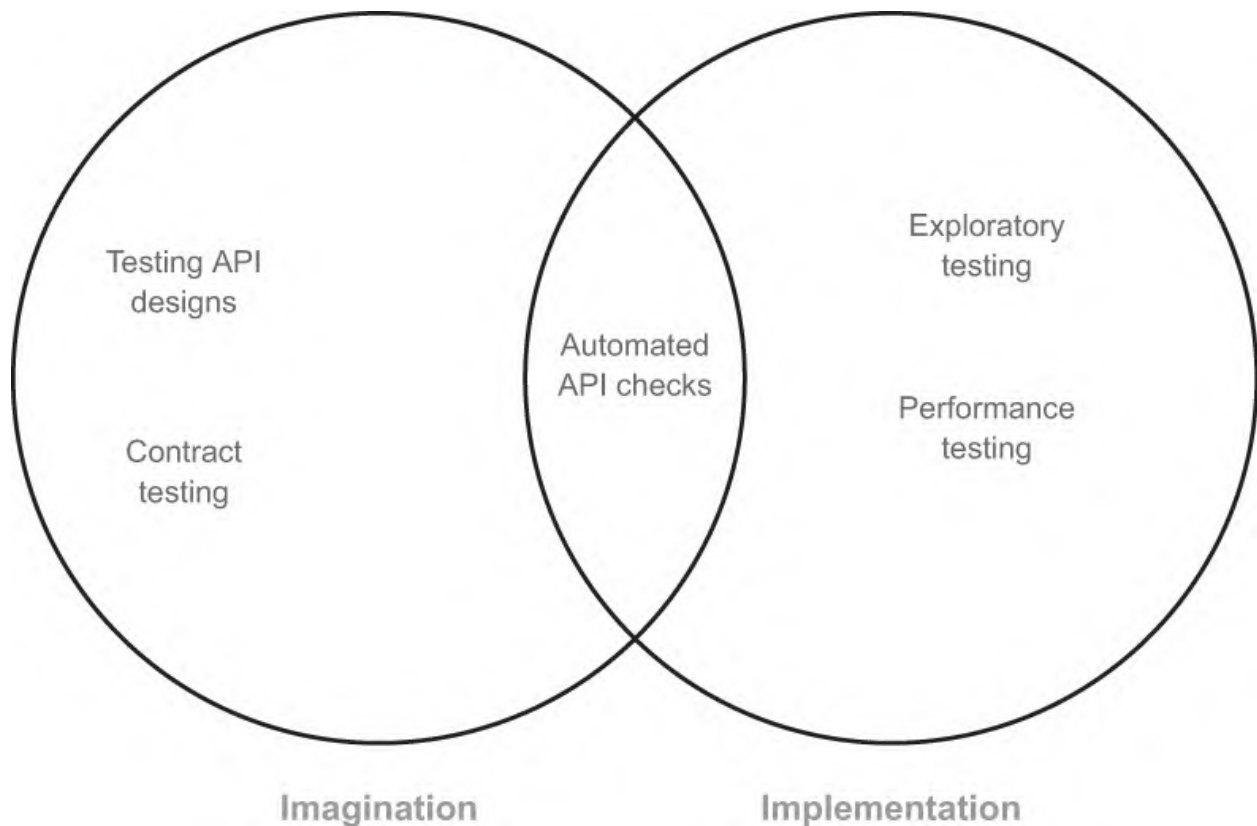 Testing API
designs
Contract
testing
Automated
API checks
Exploratory
testing
Performance
testing
Imagination
Implementation